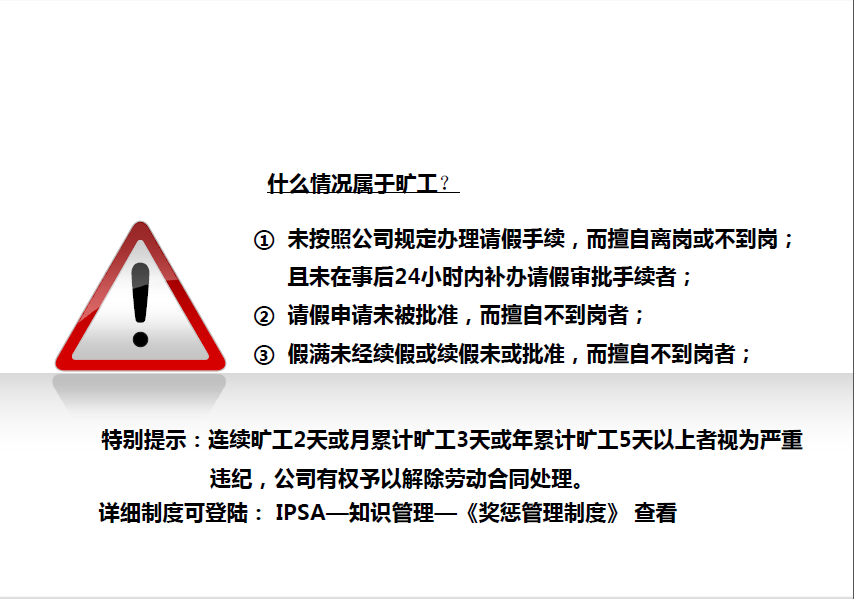 什么情况属于旷工？
① 未按照公司规定办理请假手续，而擅自离岗或不到岗；
且未在事后24小时内补办请假审批手续者；
② 请假申请未被批准，而擅自不到岗者；
③ 假满未经续假或续假未或批准，而擅自不到岗者；
特别提示：连续旷工2天或月累计旷工3天或年累计旷工5天以上者视为严重
违纪，公司有权予以解除劳动合同处理。
详细制度可登陆： IPSA—知识管理—《奖惩管理制度》 查看